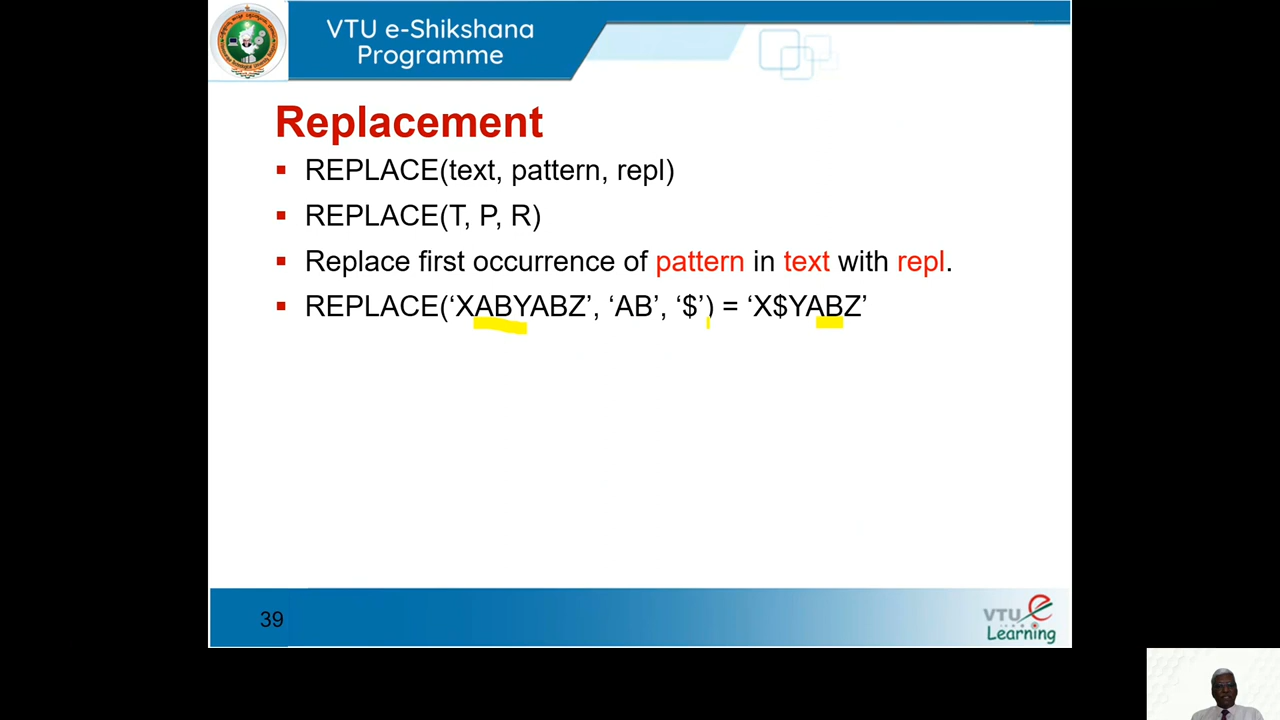 VTU e-Shikshana
Programme
Replacement
▪ REPLACE(text, pattern, repl)
▪ REPLACE(T, P, R)
▪ Replace first occurrence of pattern in text with repl.
▪ REPLACE(‘XABYABZ’, ‘AB’, ‘$’) = ‘X$YABZ’
39
VTU e
Learning